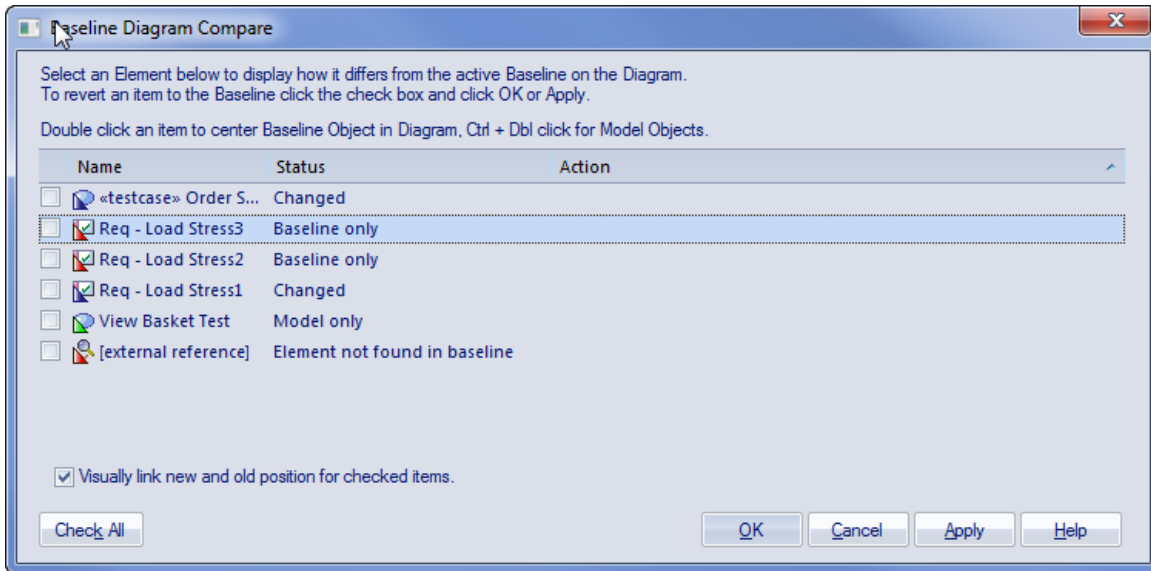 Baseline Diagram Compare
Select an Element below to display how it differs from the active Baseline on the Diagram.
To revert an item to the Baseline click the check box and click OK or Apply.
Double click an item to center Baseline Object in Diagram, Ctrl + Dbl click for Model Objects.
Name Status Action
«testcase» Order S... Changed
Req - Load Stress3 Baseline only
Req - Load Stress2 Baseline only
Req - Load Stress1 Changed
View Basket Test Model only
[external reference] Element not found in baseline
Visually link new and old position for checked items.
Check All OK Cancel Apply Help